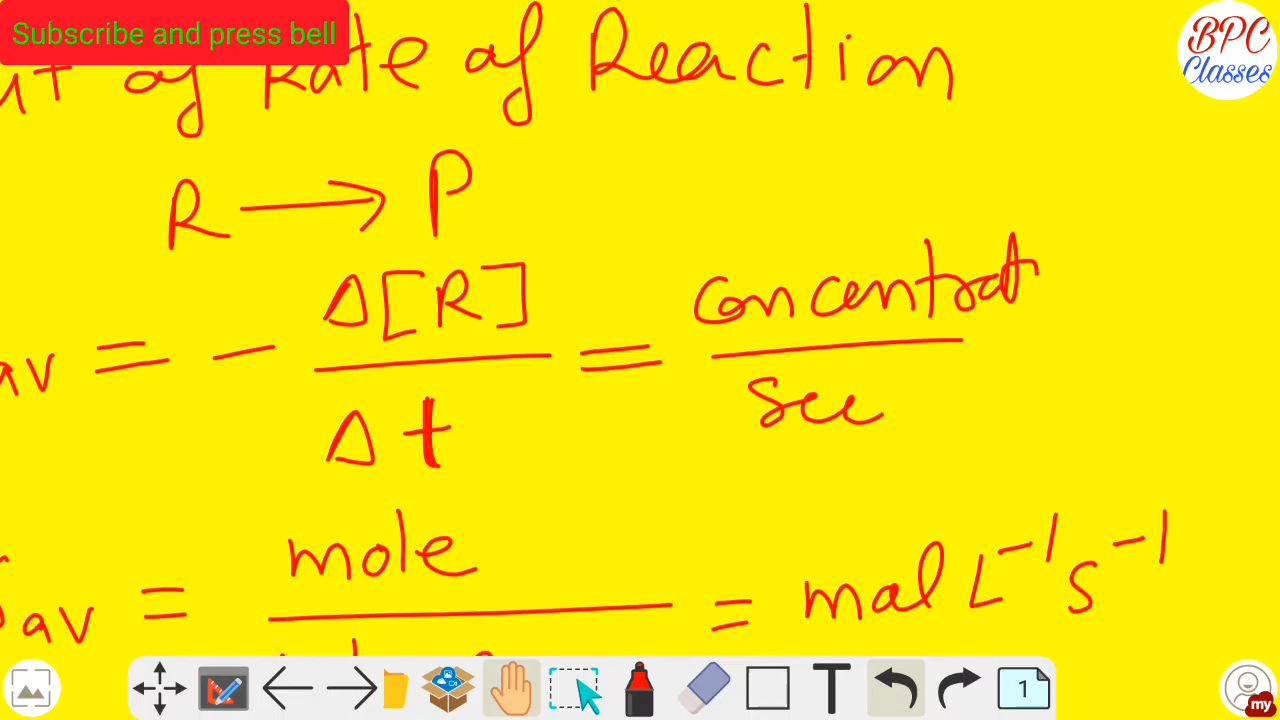 Subscribe and press bell
BPC
Classes
of Rate of Reaction
R → P
av = - Δ[R] / Δt = concentrat / sec
av = mole / = mol L⁻¹ s⁻¹
T
1
my